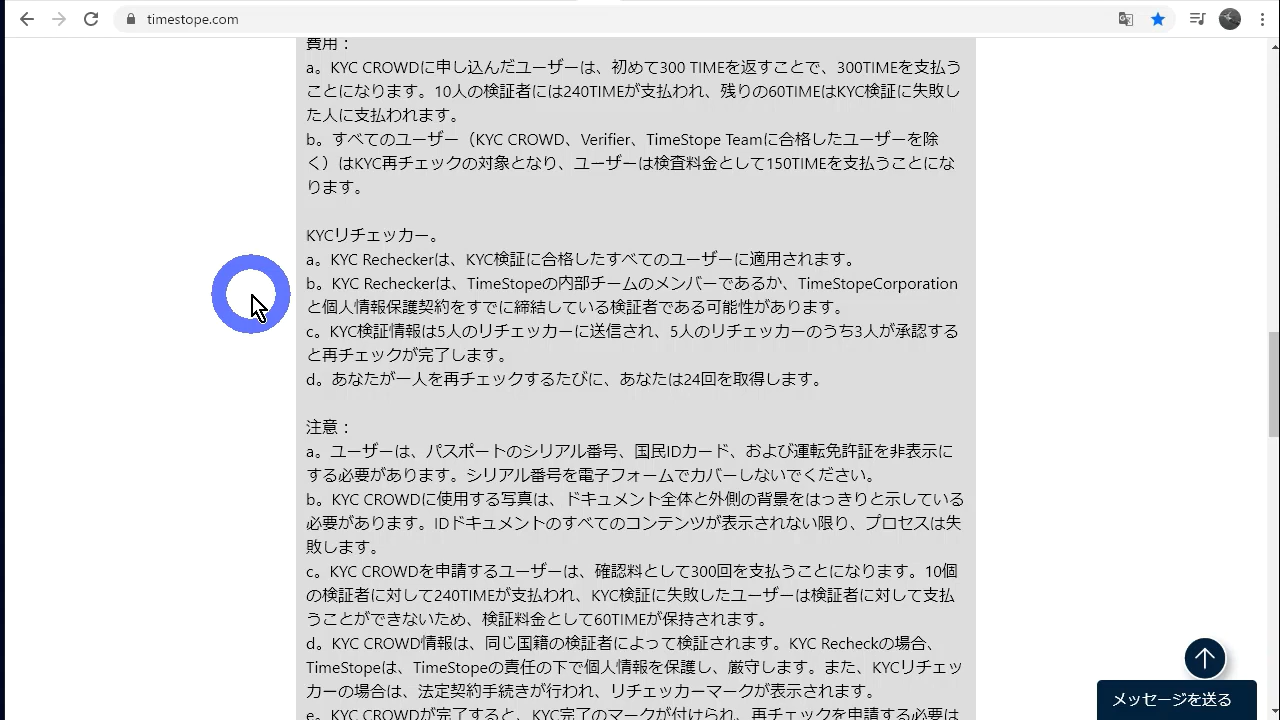 timestope.com
費用：
a。KYC CROWDに申し込んだユーザーは、初めて300 TIMEを返すことで、300TIMEを支払う
ことになります。10人の検証者には240TIMEが支払われ、残りの60TIMEはKYC検証に失敗し
た人に支払われます。
b。すべてのユーザー（KYC CROWD、Verifier、TimeStope Teamに合格したユーザーを除
く）はKYC再チェックの対象となり、ユーザーは検査料金として150TIMEを支払うことにな
ります。
KYCリチェッカー。
a。KYC Recheckerは、KYC検証に合格したすべてのユーザーに適用されます。
b。KYC Recheckerは、TimeStopeの内部チームのメンバーであるか、TimeStopeCorporation
と個人情報保護契約をすでに締結している検証者である可能性があります。
c。KYC検証情報は5人のリチェッカーに送信され、5人のリチェッカーのうち3人が承認する
と再チェックが完了します。
d。あなたが一人を再チェックするたびに、あなたは24回を取得します。
注意：
a。ユーザーは、パスポートのシリアル番号、国民IDカード、および運転免許証を非表示に
する必要があります。シリアル番号を電子フォームでカバーしないでください。
b。KYC CROWDに使用する写真は、ドキュメント全体と外側の背景をはっきりと示している
必要があります。IDドキュメントのすべてのコンテンツが表示されない限り、プロセスは失
敗します。
c。KYC CROWDを申請するユーザーは、確認料として300回を支払うことになります。10個
の検証者に対して240TIMEが支払われ、KYC検証に失敗したユーザーは検証者に対して支払
うことができないため、検証料金として60TIMEが保持されます。
d。KYC CROWD情報は、同じ国籍の検証者によって検証されます。KYC Recheckの場合、
TimeStopeは、TimeStopeの責任の下で個人情報を保護し、厳守します。また、KYCリチェッ
カーの場合は、法定契約手続きが行われ、リチェッカーマークが表示されます。
e。KYC CROWDが完了すると、KYC完了のマークが付けられ、再チェックを申請する必要は
メッセージを送る